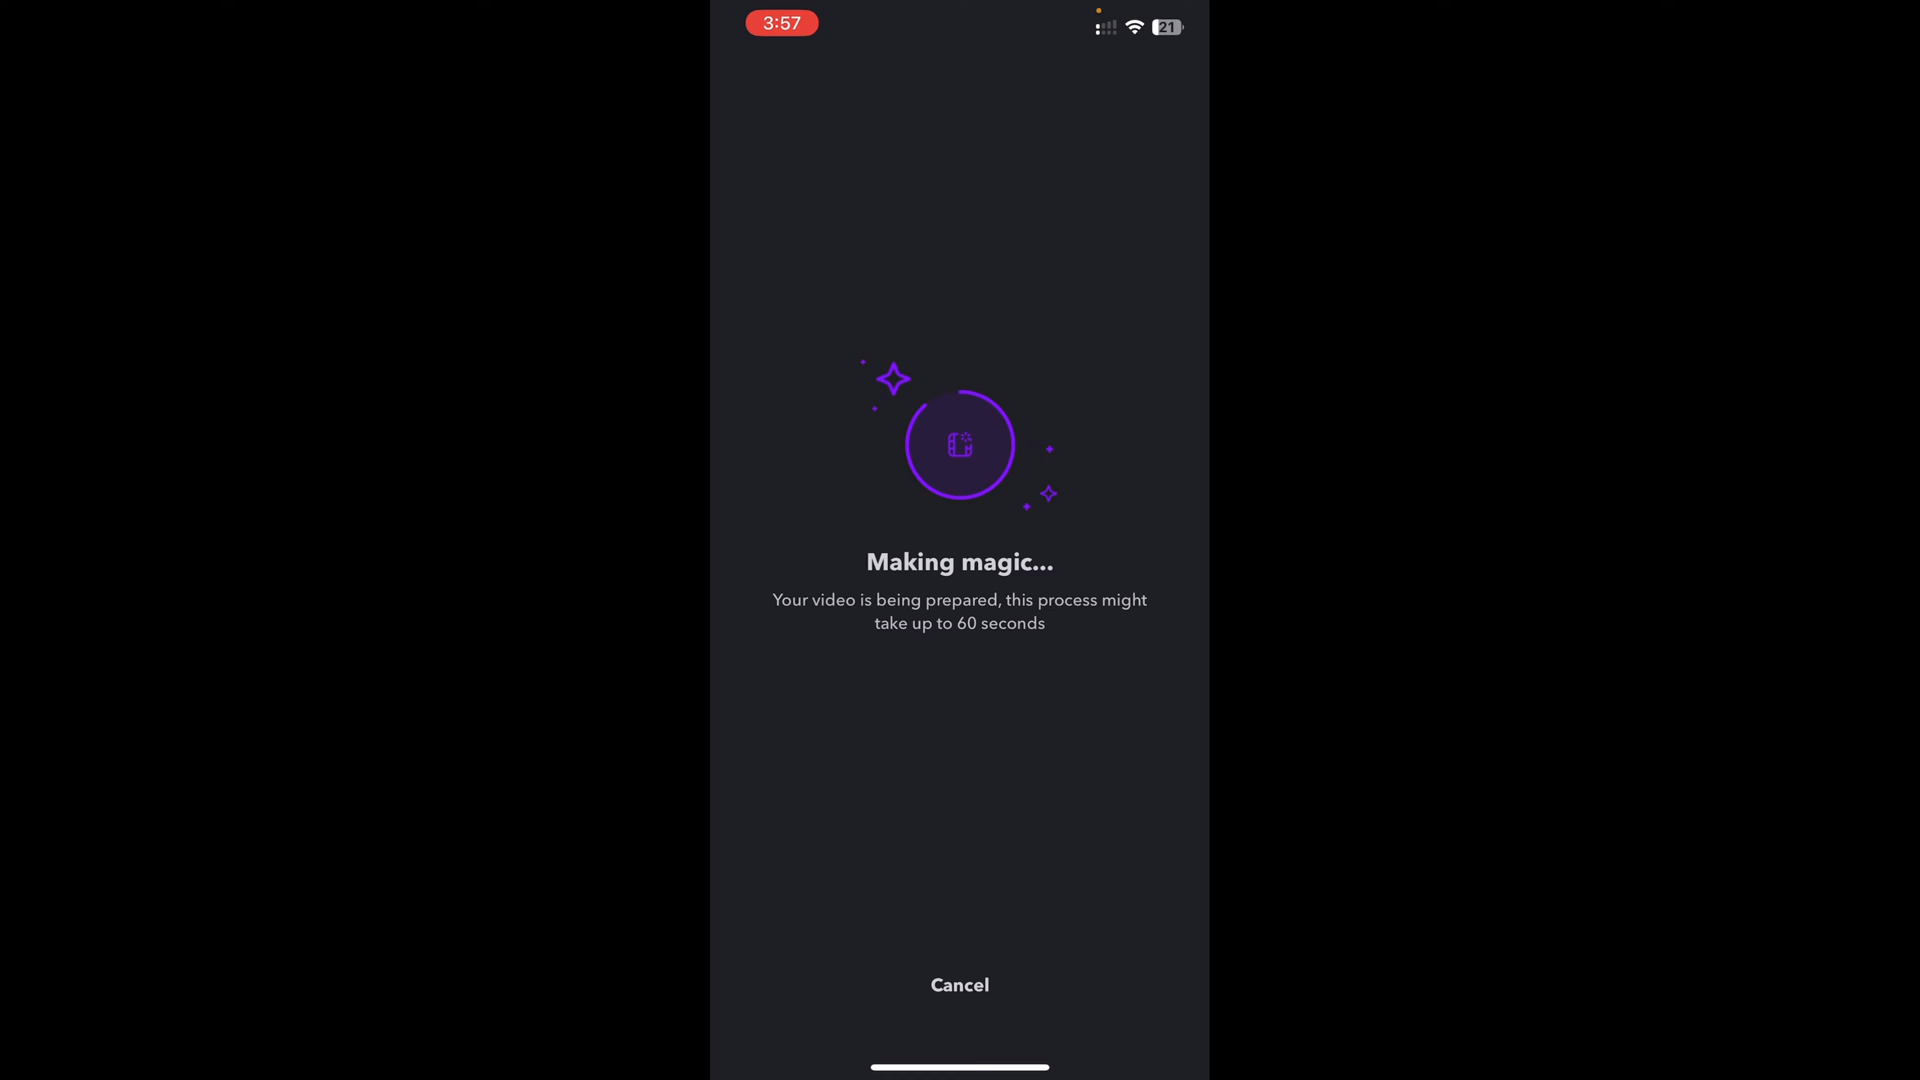 3:57
21
Making magic...
Your video is being prepared, this process might
take up to 60 seconds
Cancel